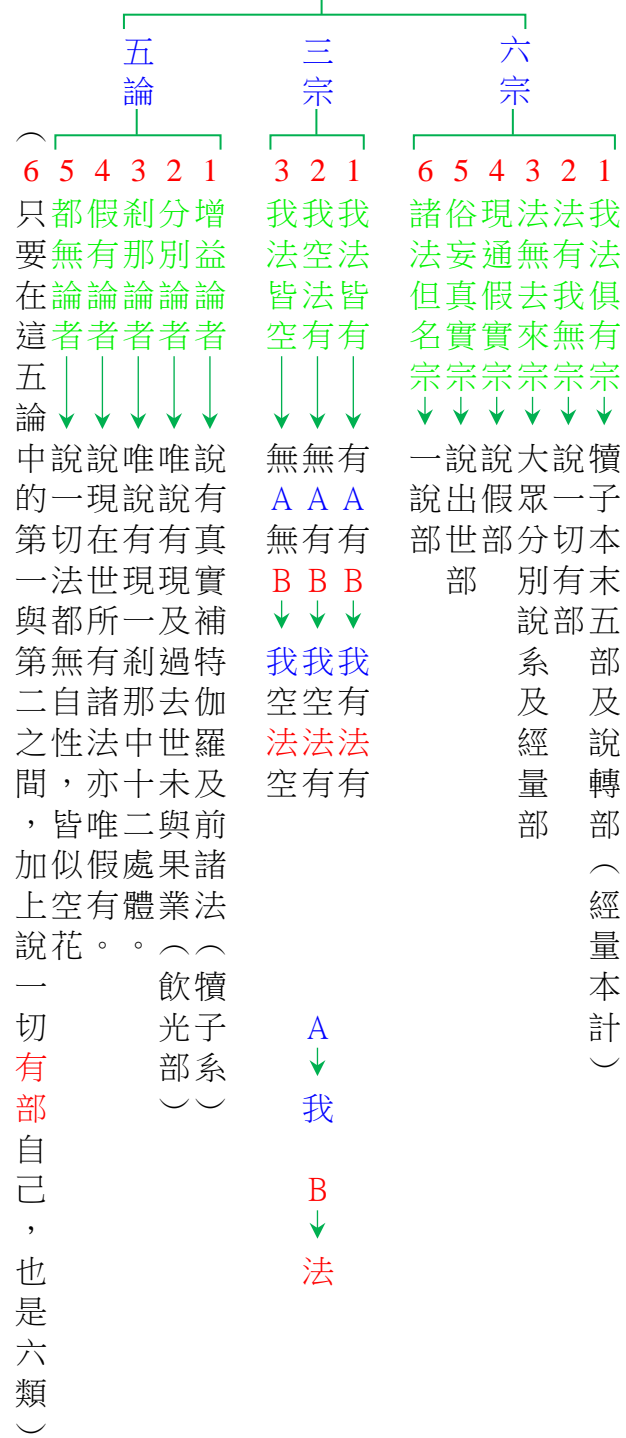 六宗
1 我法俱有宗 → 犢子本末五部及說轉部（經量本計）
2 法有我無宗 → 說一切有部
3 法無去來宗 → 大眾分別說系及經量部
4 現通假實宗 → 說假部
5 俗妄真實宗 → 說出世部
6 諸法但名宗 → 一說部
三宗
1 我法皆有 → 有A有B → 我有法有
2 我空法有 → 無A有B → 我空法有
3 我法皆空 → 無A無B → 我空法空
A → 我 B → 法
五論
1 增益論者 → 說有真實補特伽羅及前諸法（犢子系）
2 分別論者 → 唯說有現及過去世未與果業（飲光部）
3 剎那論者 → 唯說有現一剎那中十二處體。
4 假有論者 → 說現在世所有諸法亦唯假有。
5 都無論者 → 說一切法都無自性，皆似空花
（6 只要在這五論中的第一與第二之間，加上說一切有部自己，也是六類）